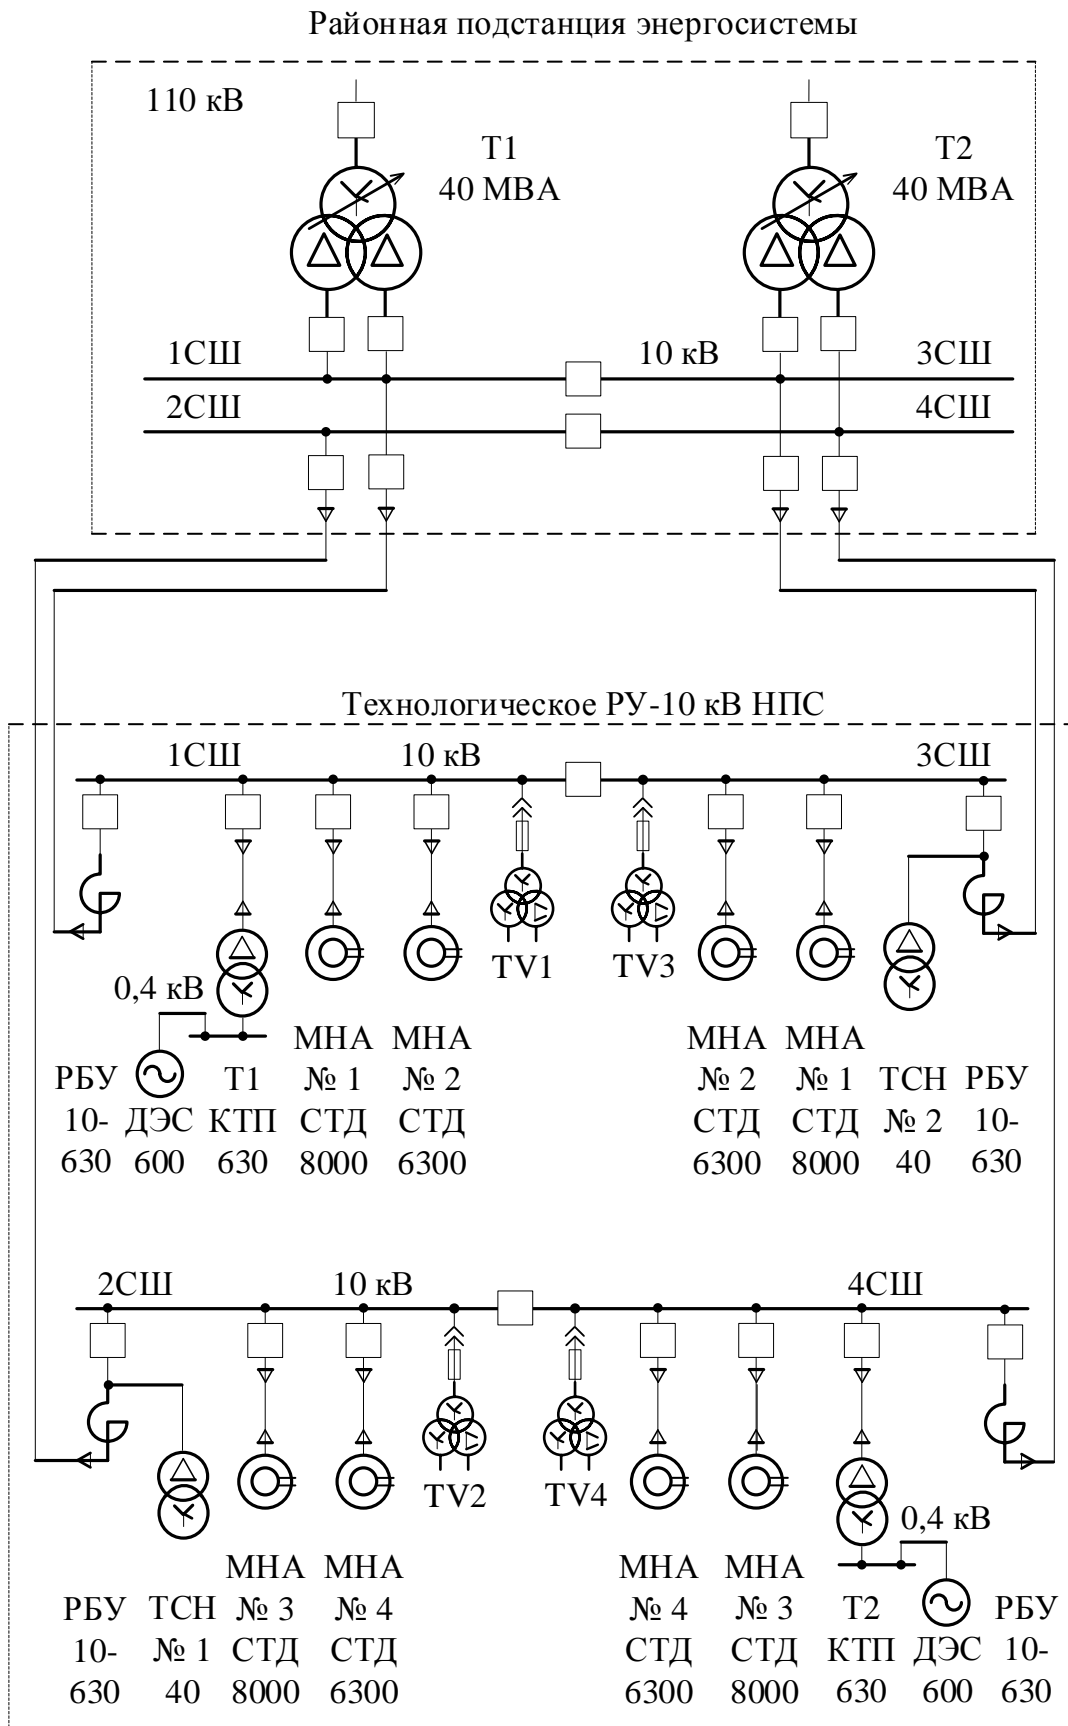 Районная подстанция энергосистемы
110 кВ
Т1
40 МВА
Т2
40 МВА
1СШ
10 кВ
3СШ
2СШ
4СШ
Технологическое РУ-10 кВ НПС
1СШ
10 кВ
3СШ
TV1
TV3
0,4 кВ
РБУ
10-
630
ДЭС
600
Т1
КТП
630
МНА
№ 1
СТД
8000
МНА
№ 2
СТД
6300
МНА
№ 2
СТД
6300
МНА
№ 1
СТД
8000
ТСН
№ 2
40
РБУ
10-
630
2СШ
10 кВ
4СШ
TV2
TV4
0,4 кВ
РБУ
10-
630
ТСН
№ 1
40
МНА
№ 3
СТД
8000
МНА
№ 4
СТД
6300
МНА
№ 4
СТД
6300
МНА
№ 3
СТД
8000
Т2
КТП
630
ДЭС
600
РБУ
10-
630